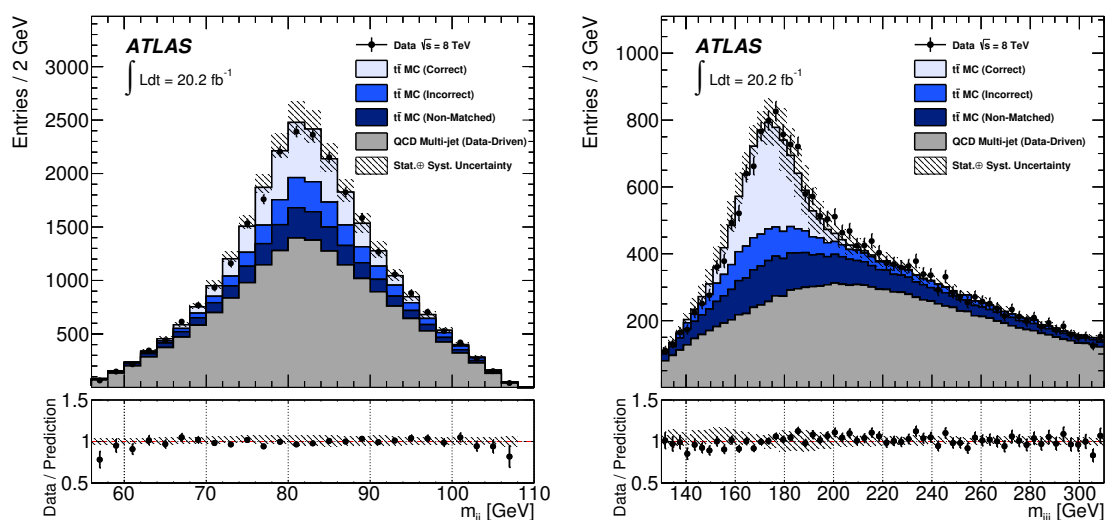 Entries / 2 GeV
3500
3000
2500
2000
1500
1000
500
ATLAS
∫ Ldt = 20.2 fb⁻¹
Data √s = 8 TeV
tt̄ MC (Correct)
tt̄ MC (Incorrect)
tt̄ MC (Non-Matched)
QCD Multi-jet (Data-Driven)
Stat.⊕ Syst. Uncertainty
Data / Prediction
1.5
1
0.5
60 70 80 90 100 110
m_jj [GeV]
Entries / 3 GeV
1000
800
600
400
200
ATLAS
∫ Ldt = 20.2 fb⁻¹
Data √s = 8 TeV
tt̄ MC (Correct)
tt̄ MC (Incorrect)
tt̄ MC (Non-Matched)
QCD Multi-jet (Data-Driven)
Stat.⊕ Syst. Uncertainty
Data / Prediction
1.5
1
0.5
140 160 180 200 220 240 260 280 300
m_jjj [GeV]